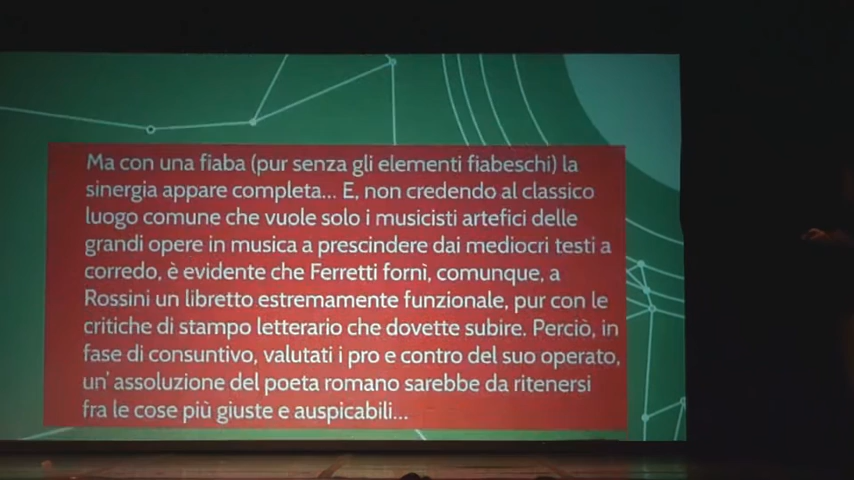 Ma con una fiaba (pur senza gli elementi fiabeschi) la
sinergia appare completa... E, non credendo al classico
luogo comune che vuole solo i musicisti artefici delle
grandi opere in musica a prescindere dai mediocri testi a
corredo, è evidente che Ferretti fornì, comunque, a
Rossini un libretto estremamente funzionale, pur con le
critiche di stampo letterario che dovette subire. Perciò, in
fase di consuntivo, valutati i pro e contro del suo operato,
un' assoluzione del poeta romano sarebbe da ritenersi
fra le cose più giuste e auspicabili...